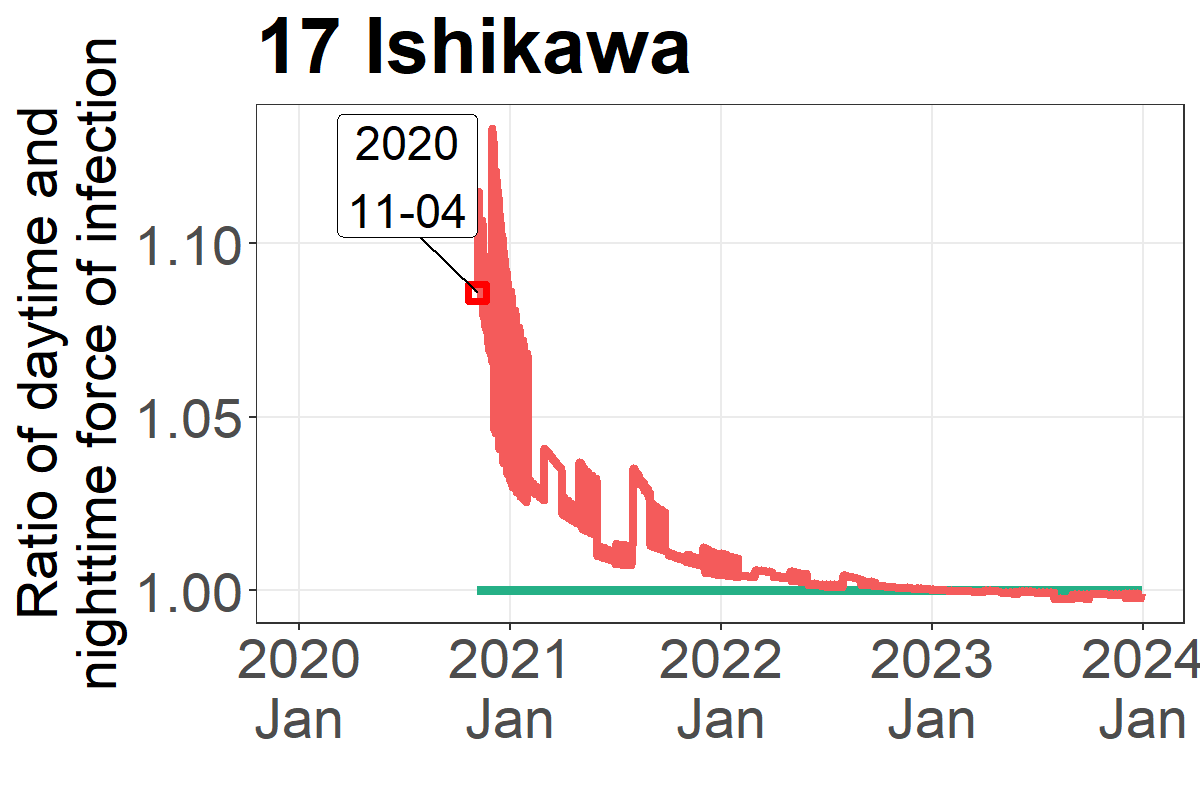 17 Ishikawa
Ratio of daytime and
nighttime force of infection
2020
11-04
1.10
1.05
1.00
2020
Jan
2021
Jan
2022
Jan
2023
Jan
2024
Jan